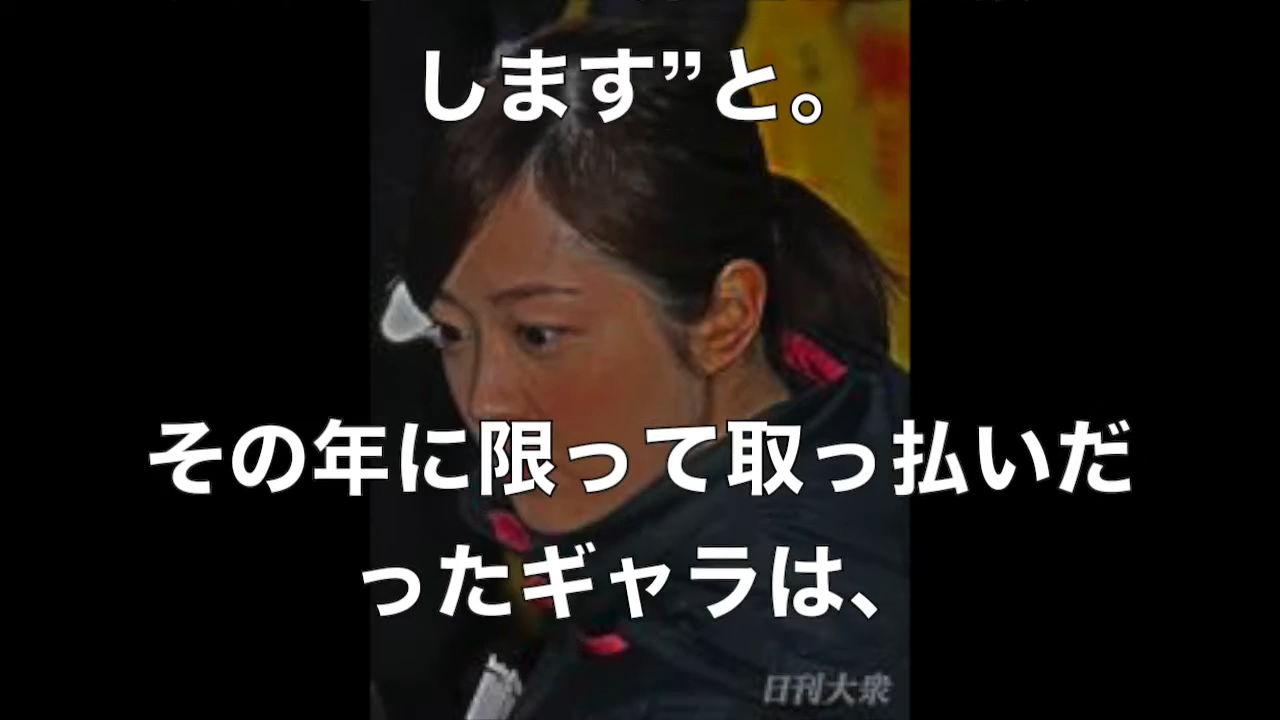 します”と。
その年に限って取っ払いだ
ったギャラは、
日刊大衆